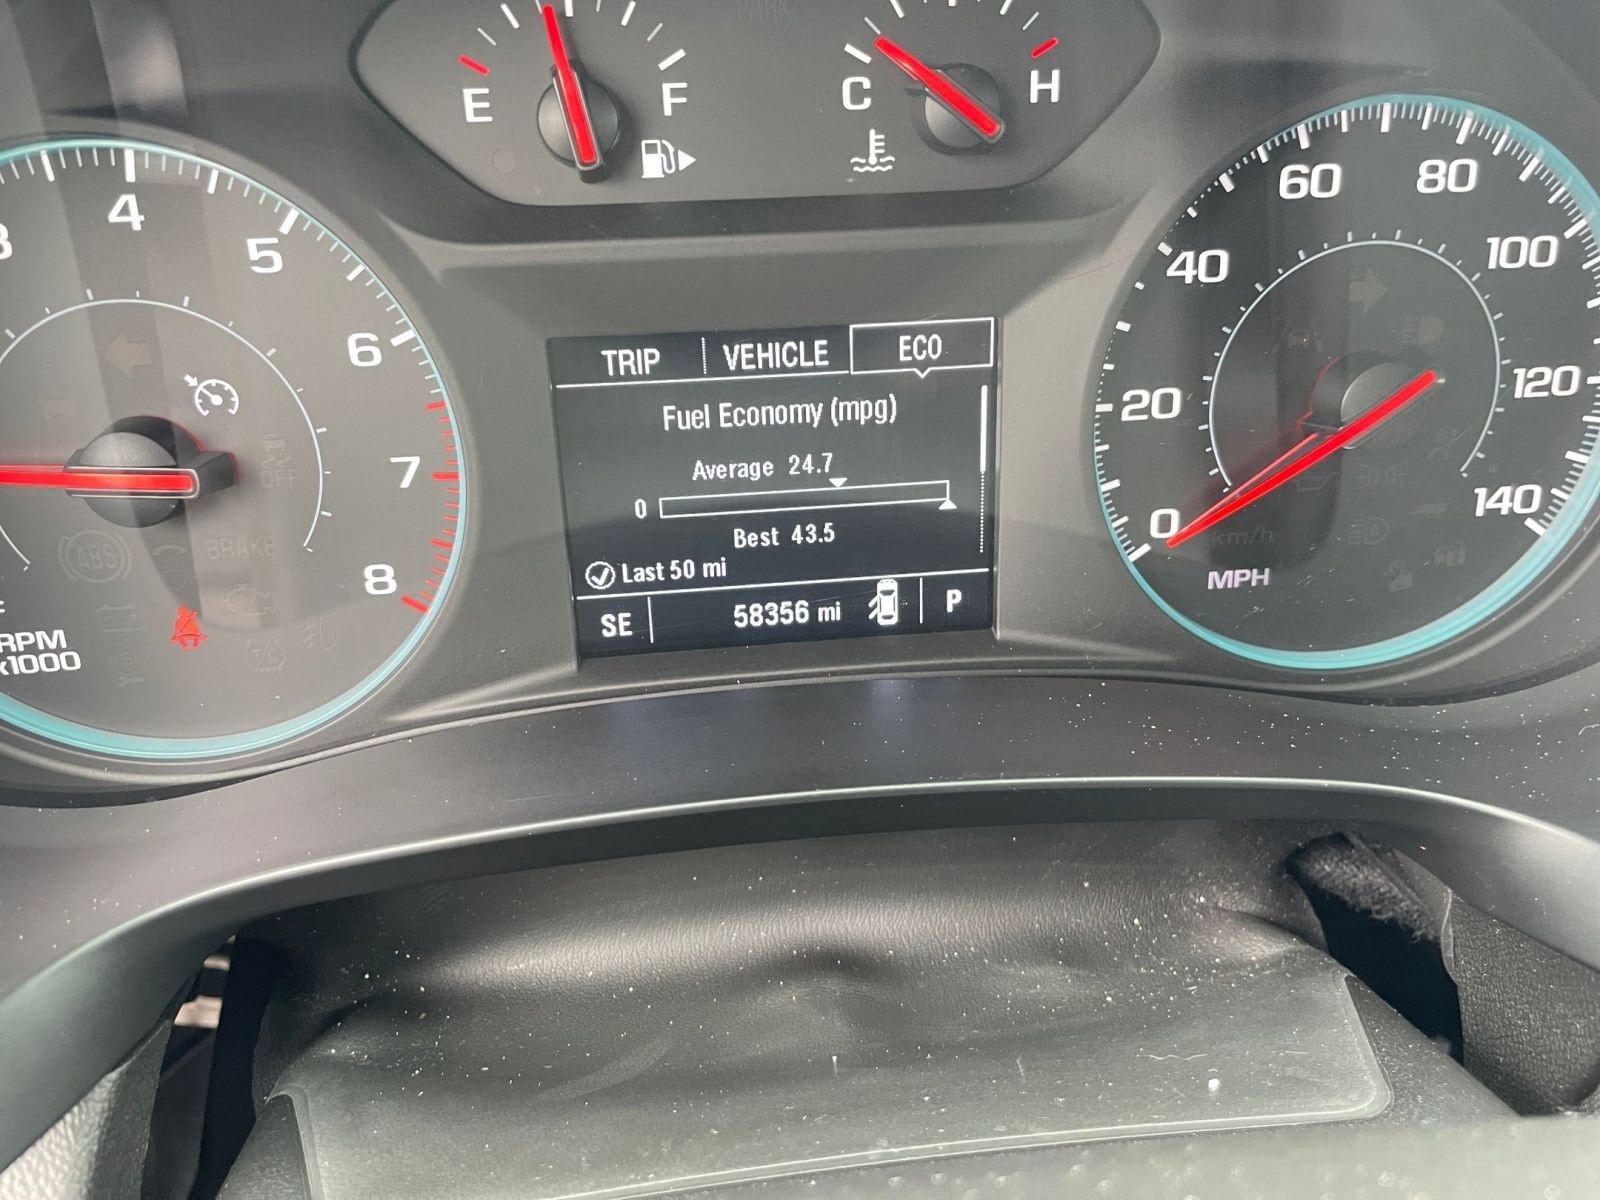 PARK
E
F
C
H
3
4
5
6
7
8
OFF
ABS
BRAKE
RPM
x1000
TRIP
VEHICLE
ECO
Fuel Economy (mpg)
Average 24.7
0
Best 43.5
Last 50 mi
SE
58356 mi
P
0
20
40
60
80
100
120
140
km/h
MPH